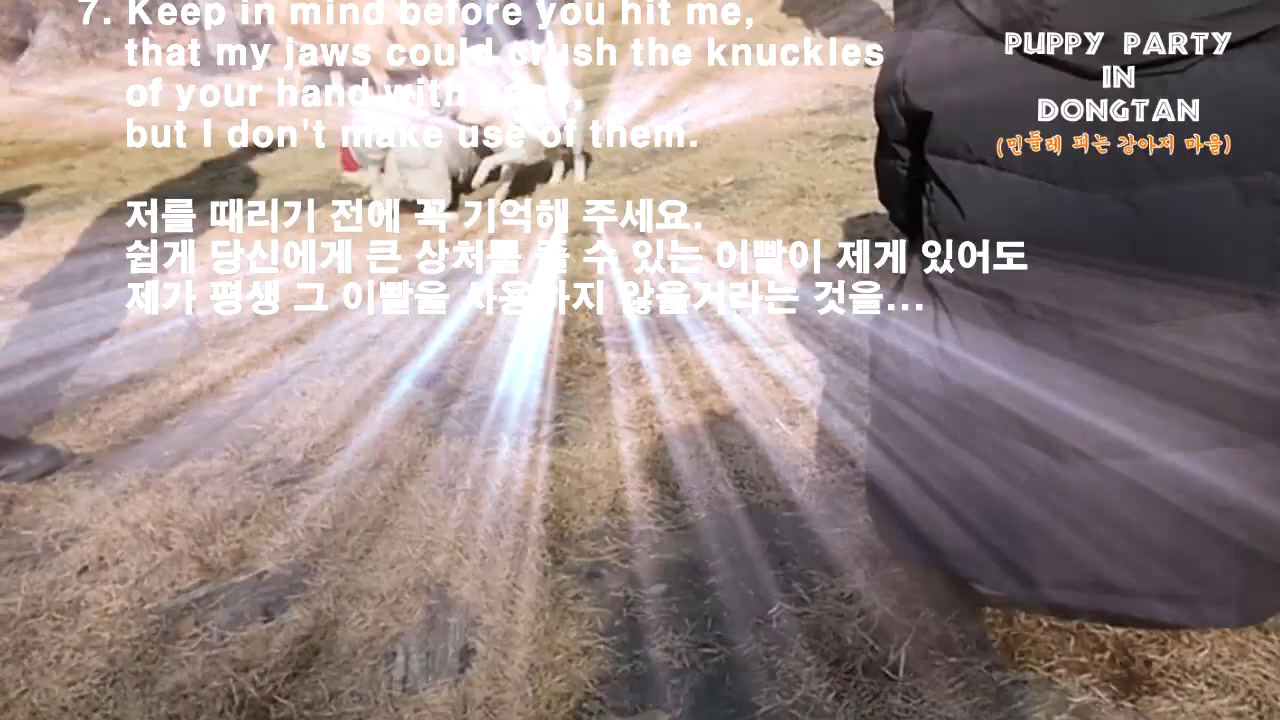 7. Keep in mind before you hit me,
that my jaws could crush the knuckles
of your hand with ease,
but I don't make use of them.
저를 때리기 전에 꼭 기억해 주세요.
쉽게 당신에게 큰 상처를 줄 수 있는 이빨이 제게 있어도
제가 평생 그 이빨을 사용하지 않을거라는 것을...
PUPPY PARTY
IN
DONGTAN
(민들레 피는 강아지 마을)